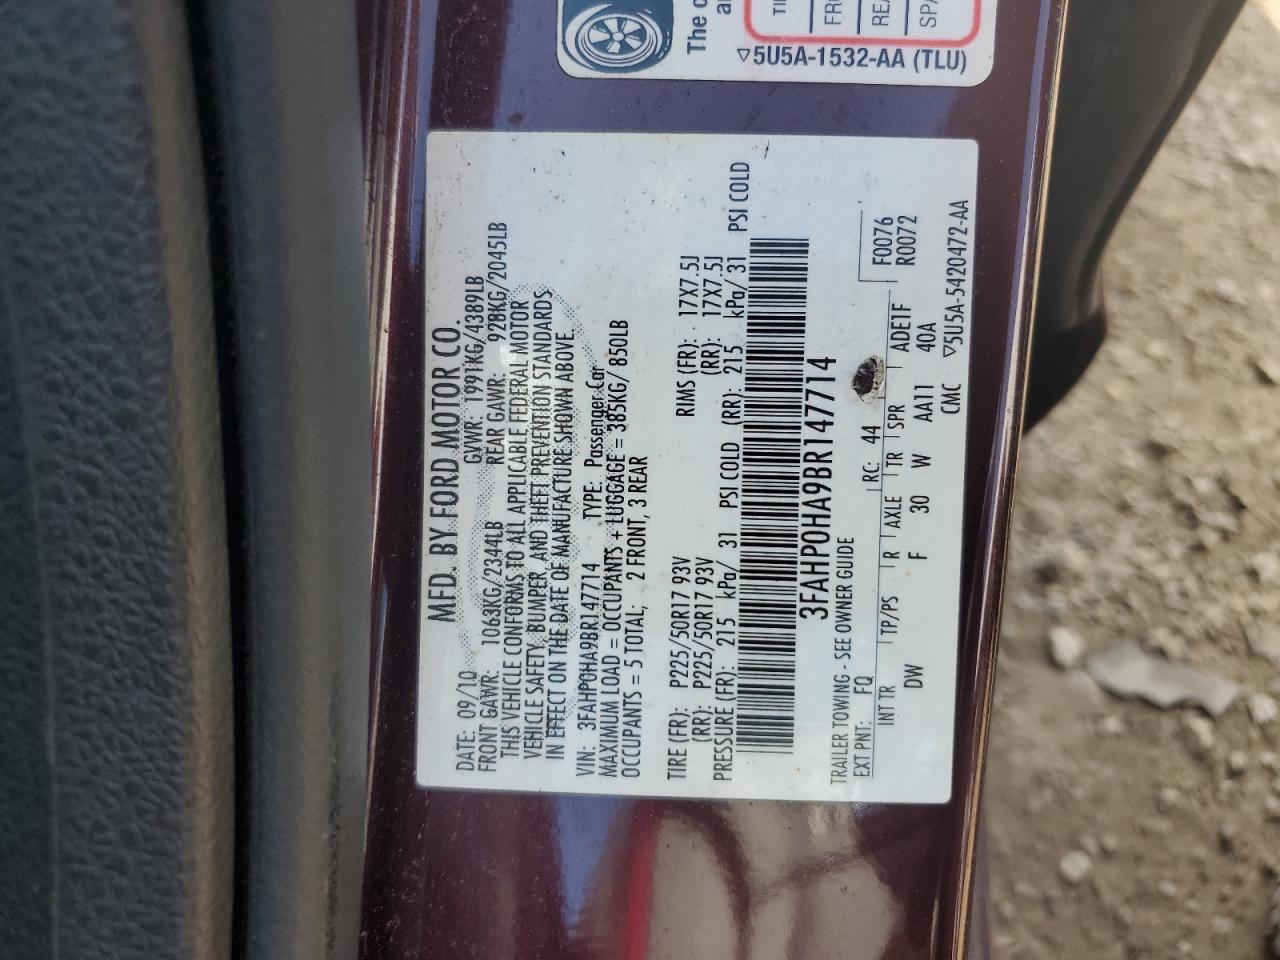 The o
an
TI
FR
REA
SPA
▽5U5A-1532-AA (TLU)
MFD. BY FORD MOTOR CO.
DATE: 09/10 GVWR: 1991KG/4389LB
FRONT GAWR: 1063KG/2344LB REAR GAWR: 928KG/2045LB
THIS VEHICLE CONFORMS TO ALL APPLICABLE FEDERAL MOTOR
VEHICLE SAFETY, BUMPER, AND THEFT PREVENTION STANDARDS
IN EFFECT ON THE DATE OF MANUFACTURE SHOWN ABOVE.
VIN: 3FAHP0HA9BR147714 TYPE: Passenger Car
MAXIMUM LOAD = OCCUPANTS + LUGGAGE = 385KG/ 850LB
OCCUPANTS = 5 TOTAL; 2 FRONT, 3 REAR
TIRE (FR): P225/50R17 93V RIMS (FR): 17X7.5J
(RR): P225/50R17 93V (RR): 17X7.5J
PRESSURE (FR): 215 kPa/ 31 PSI COLD (RR): 215 kPa/ 31 PSI COLD
3FAHP0HA9BR147714
TRAILER TOWING - SEE OWNER GUIDE
EXT PNT: FQ RC: 44
F0076
R0072
INT TR TP/PS R AXLE TR SPR ADETF
DW F 30 W AA11 40A
CMC ▽5U5A-5420472-AA